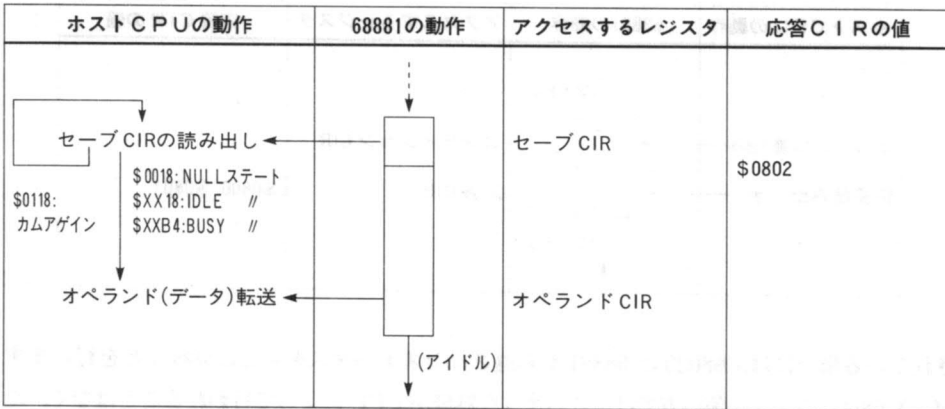 ホストCPUの動作 68881の動作 アクセスするレジスタ 応答CIRの値
セーブCIRの読み出し セーブCIR
$0802
$0018:NULLステート
$0118: $XX18:IDLE 〃
カムアゲイン $XXB4:BUSY 〃
オペランド(データ)転送 オペランドCIR
(アイドル)